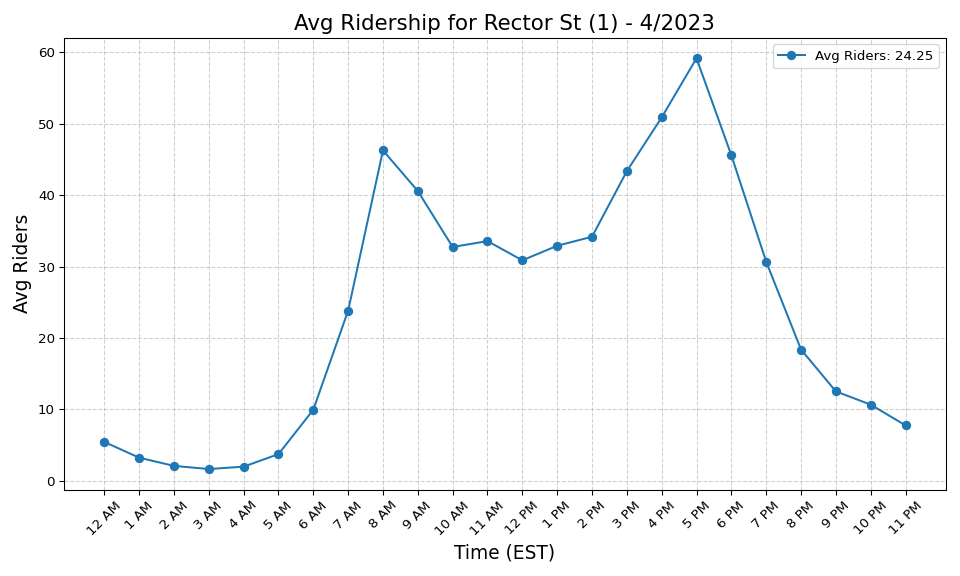 Avg Ridership for Rector St (1) - 4/2023
Avg Riders: 24.25
60
50
40
30
20
10
0
Avg Riders
12 AM
1 AM
2 AM
3 AM
4 AM
5 AM
6 AM
7 AM
8 AM
9 AM
10 AM
11 AM
12 PM
1 PM
2 PM
3 PM
4 PM
5 PM
6 PM
7 PM
8 PM
9 PM
10 PM
11 PM
Time (EST)